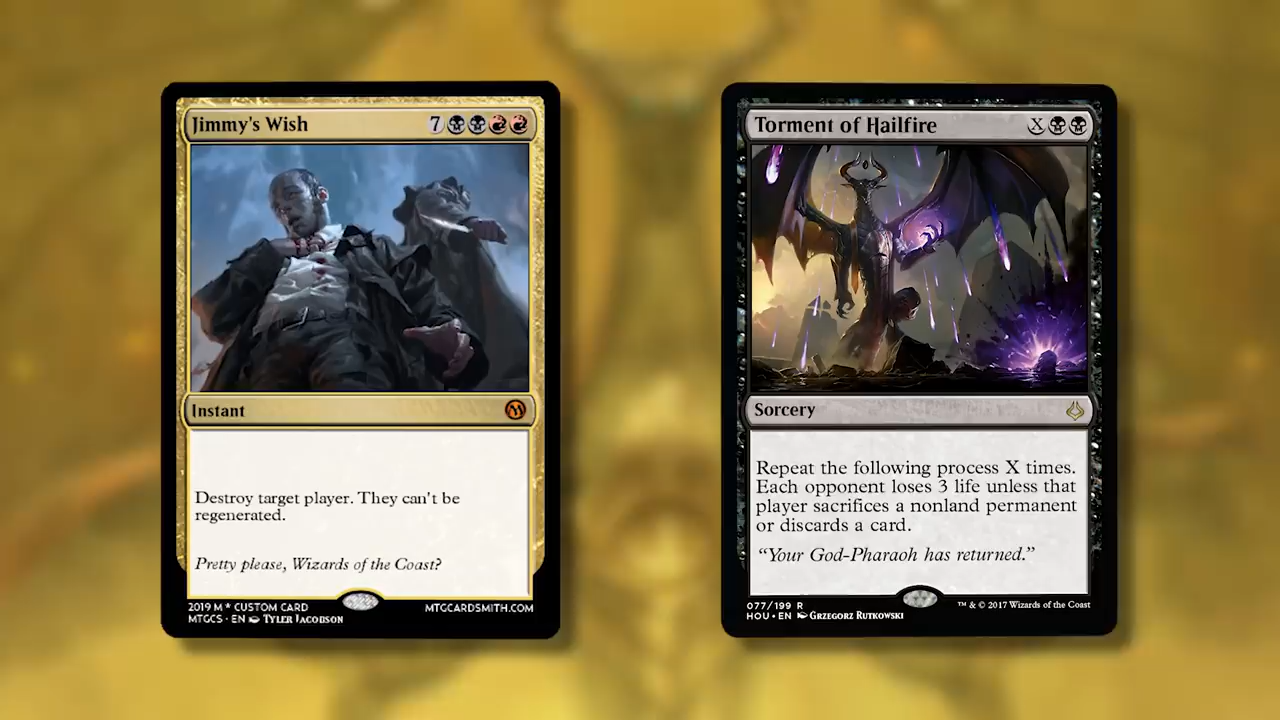 Jimmy's Wish 7
Instant
Destroy target player. They can't be
regenerated.
Pretty please, Wizards of the Coast?
2019 M * CUSTOM CARD MTGCARDSMITH.COM
MTGCS · EN TYLER JACOBSON
Torment of Hailfire X
Sorcery
Repeat the following process X times.
Each opponent loses 3 life unless that
player sacrifices a nonland permanent
or discards a card.
“Your God-Pharaoh has returned.”
077/199 R ™ & © 2017 Wizards of the Coast
HOU · EN GRZEGORZ RUTKOWSKI